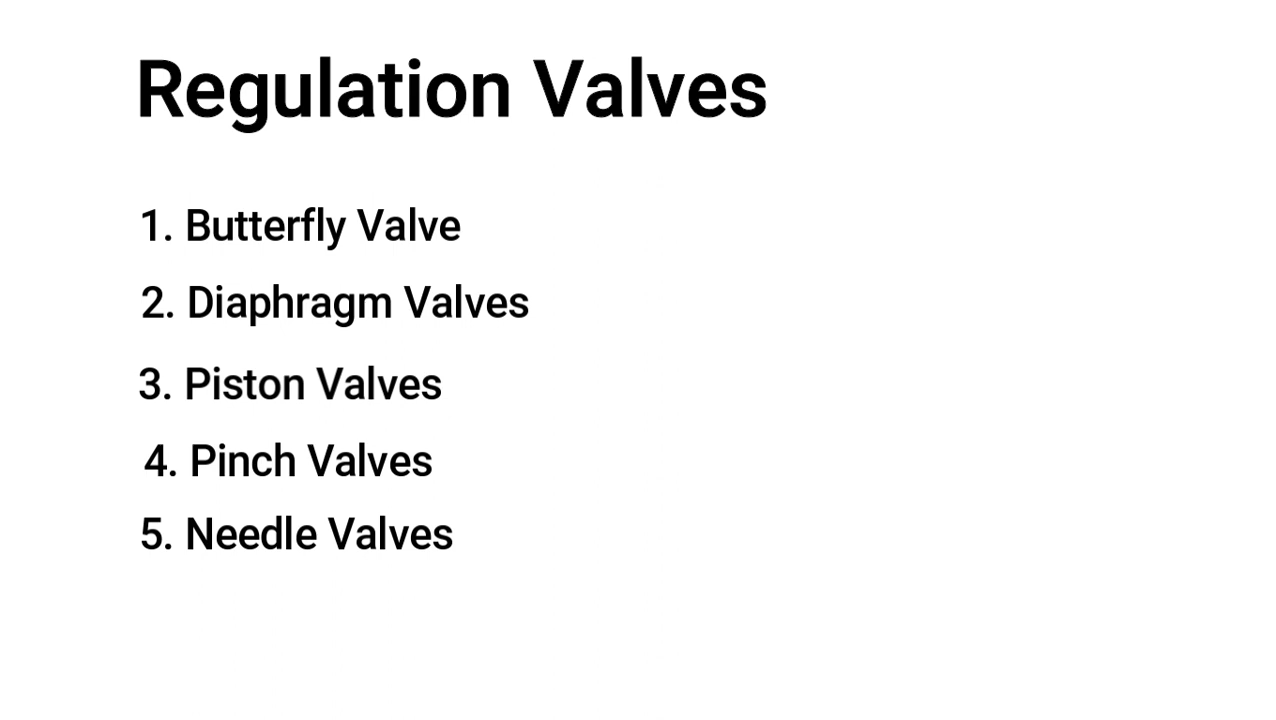 Regulation Valves
1. Butterfly Valve
2. Diaphragm Valves
3. Piston Valves
4. Pinch Valves
5. Needle Valves